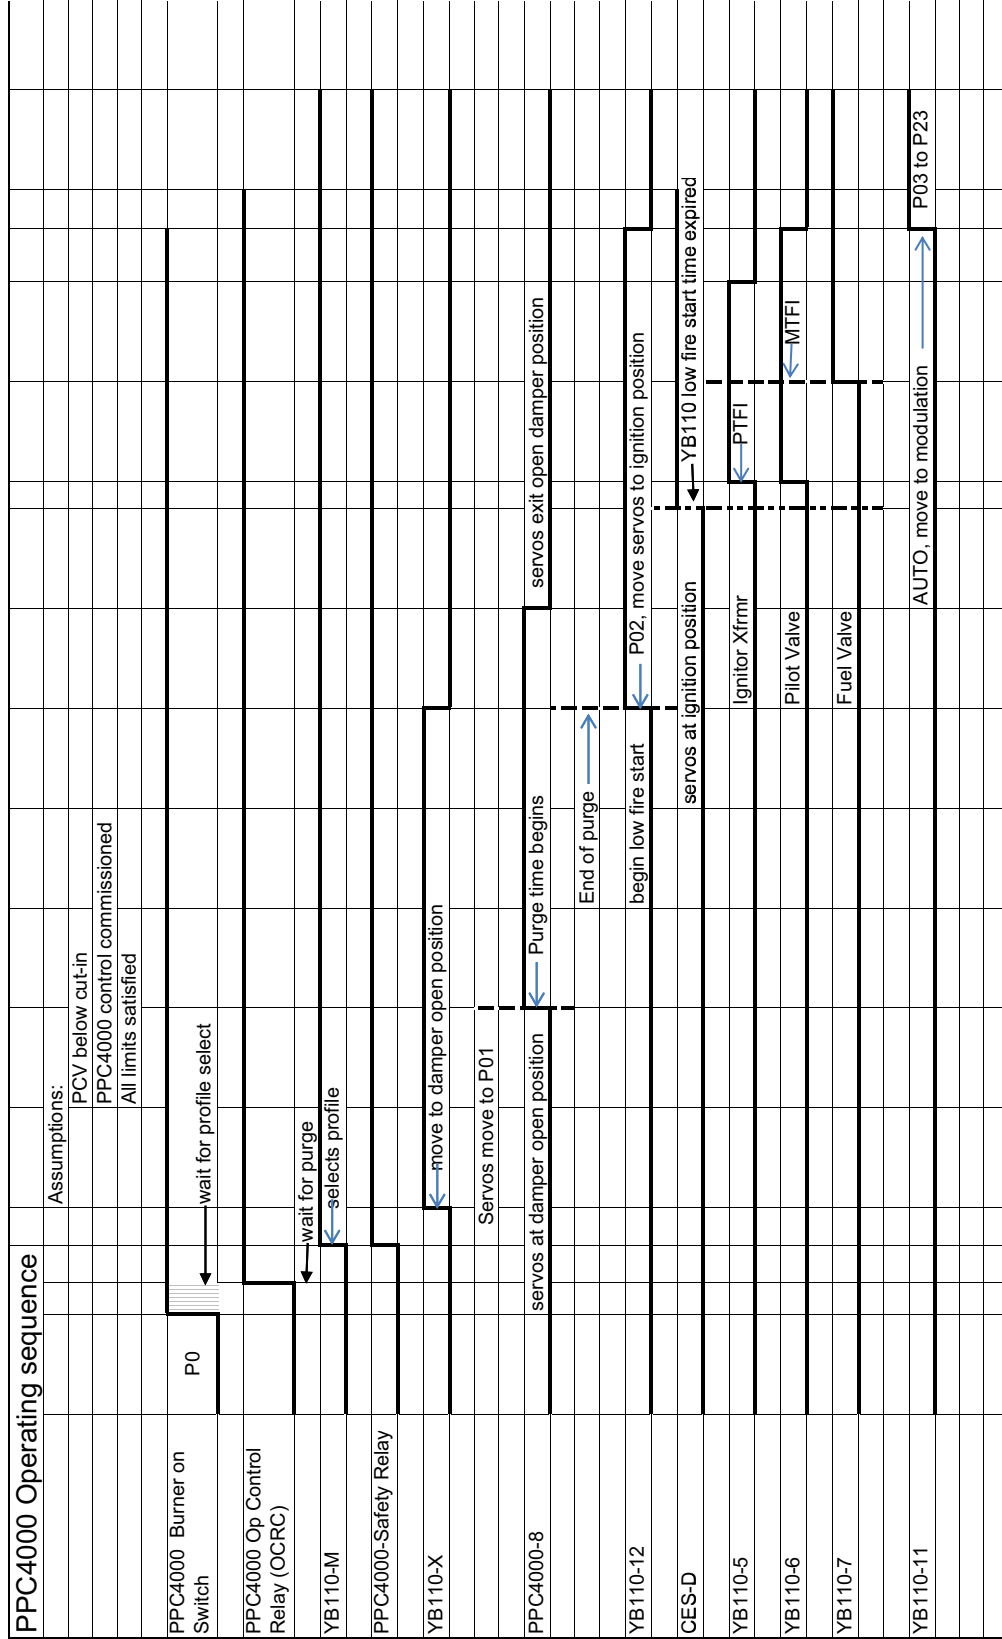 PPC4000 Operating sequence
Assumptions:
PCV below cut-in
PPC4000 control commissioned
All limits satisfied
PPC4000 Burner on
Switch
P0
wait for profile select
PPC4000 Op Control
Relay (OCRC)
wait for purge
YB110-M
selects profile
PPC4000-Safety Relay
YB110-X
move to damper open position
Servos move to P01
PPC4000-8
servos at damper open position
Purge time begins
servos exit open damper position
End of purge
YB110-12
begin low fire start
P02, move servos to ignition position
CES-D
servos at ignition position
YB110 low fire start time expired
YB110-5
Ignitor Xfrmr
PTFI
YB110-6
Pilot Valve
MTFI
YB110-7
Fuel Valve
YB110-11
AUTO, move to modulation
P03 to P23